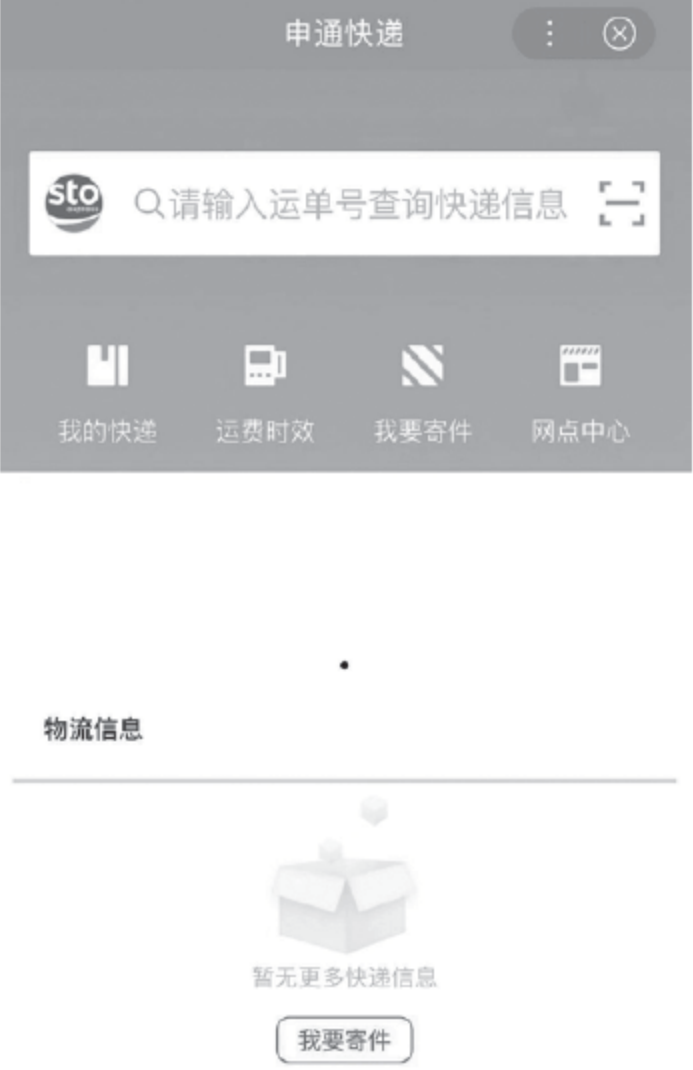 申通快递
sto
请输入运单号查询快递信息
我的快递 运费时效 我要寄件 网点中心
物流信息
暂无更多快递信息
我要寄件